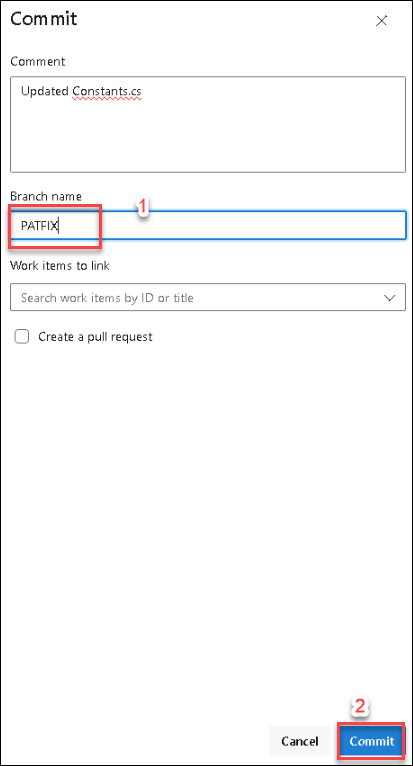 Commit
Comment
Updated Constants.cs
Branch name
1
PATFIX
Work items to link
Search work items by ID or title
Create a pull request
2
Cancel
Commit